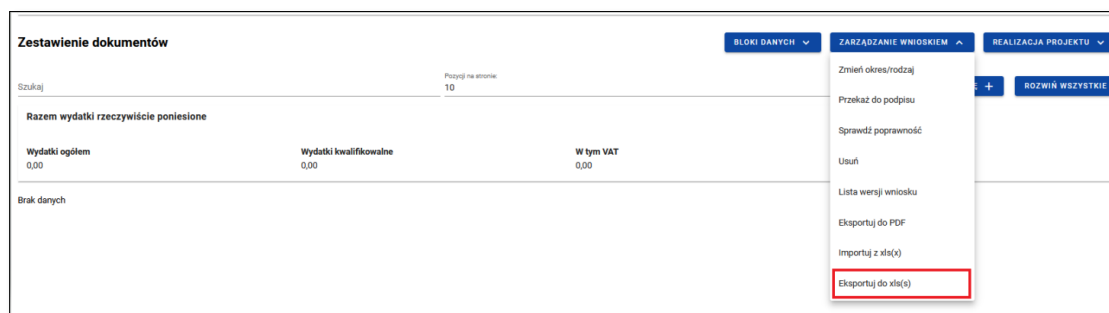 Zestawienie dokumentów
BLOKI DANYCH
ZARZĄDZANIE WNIOSKIEM
REALIZACJA PROJEKTU
Zmień okres/rodzaj
Szukaj
Pozycji na stronie:
10
ROZWIŃ WSZYSTKIE
Przekaż do podpisu
Razem wydatki rzeczywiście poniesione
Sprawdź poprawność
Wydatki ogółem
Wydatki kwalifikowalne
W tym VAT
0,00
0,00
0,00
Usuń
Lista wersji wniosku
Brak danych
Eksportuj do PDF
Importuj z xls(x)
Eksportuj do xls(s)